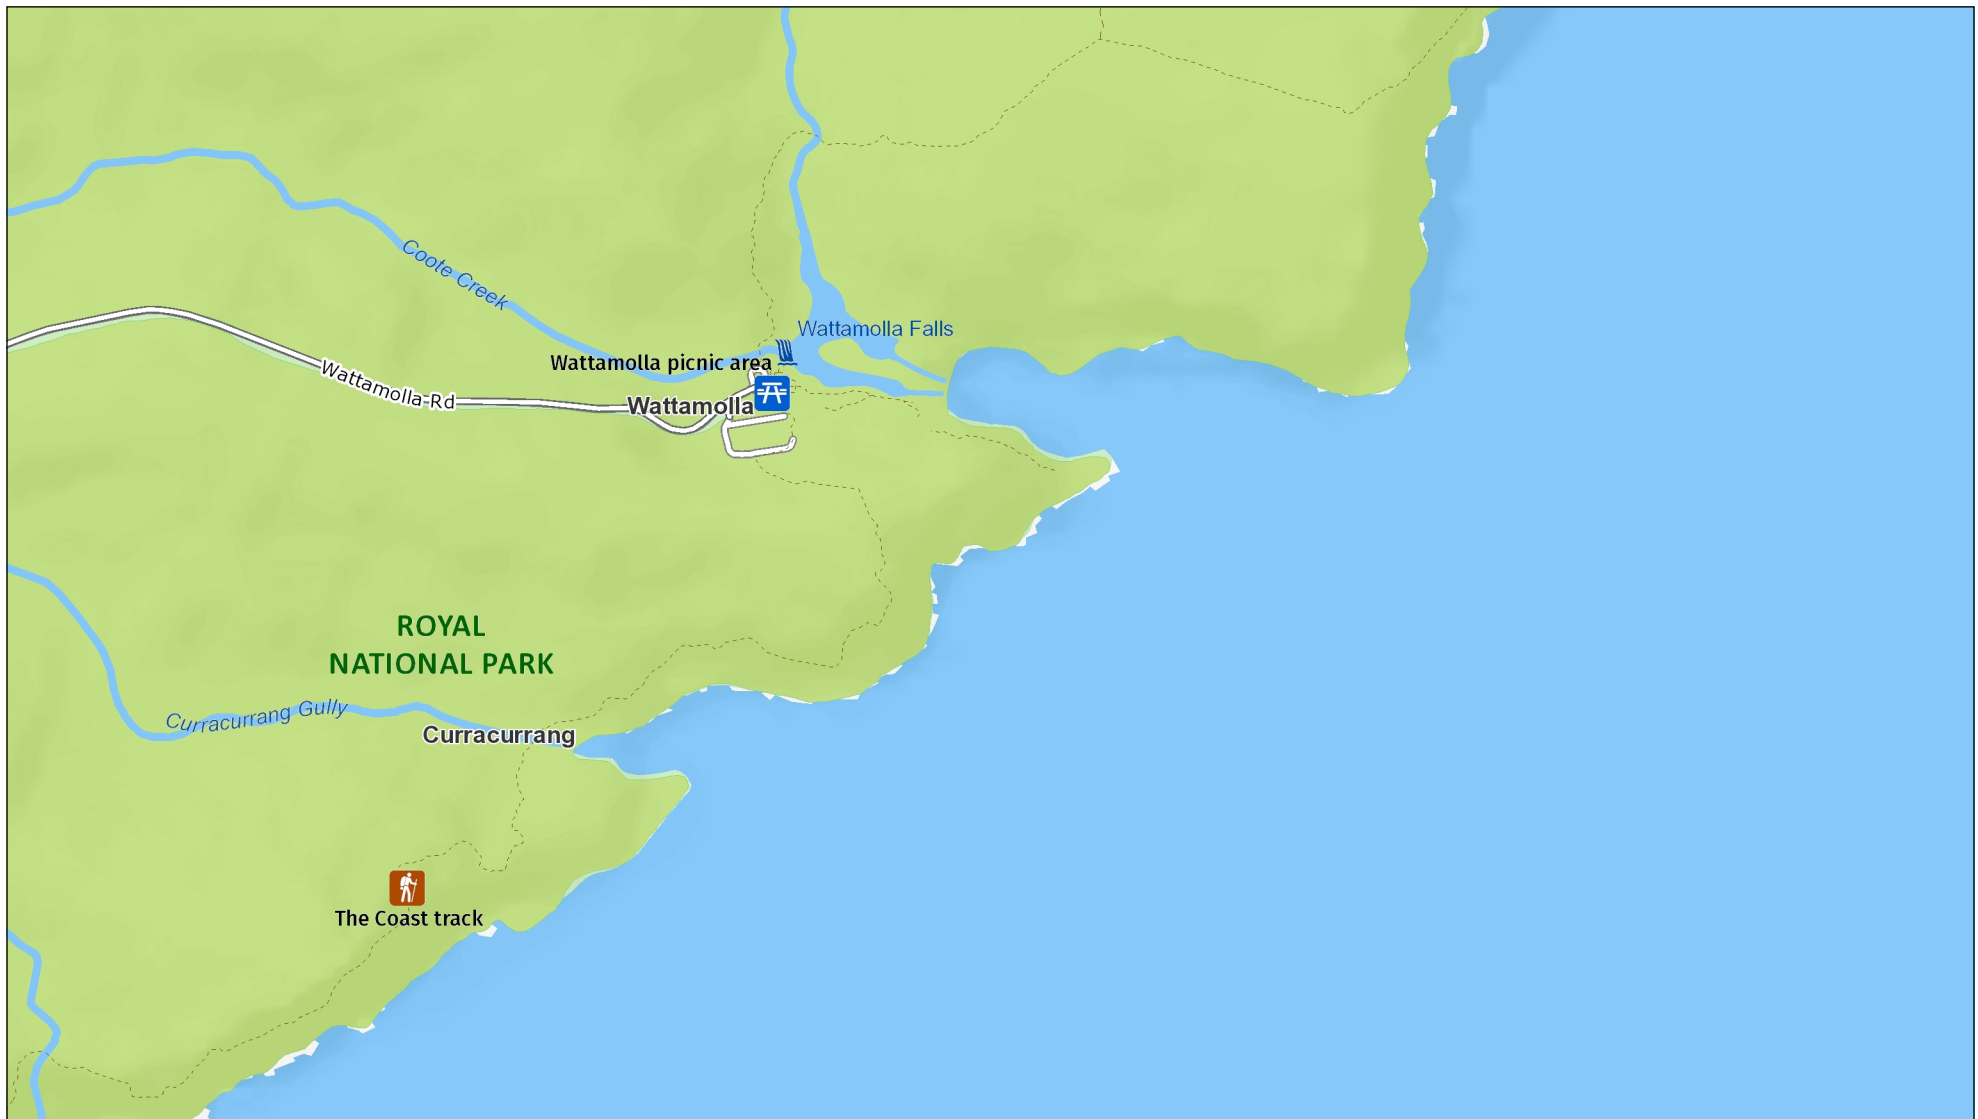 Coote Creek
Wattamolla Falls
Wattamolla picnic area
Wattamolla Rd
Wattamolla
ROYAL
NATIONAL PARK
Curracurrang Gully
Curracurrang
The Coast track